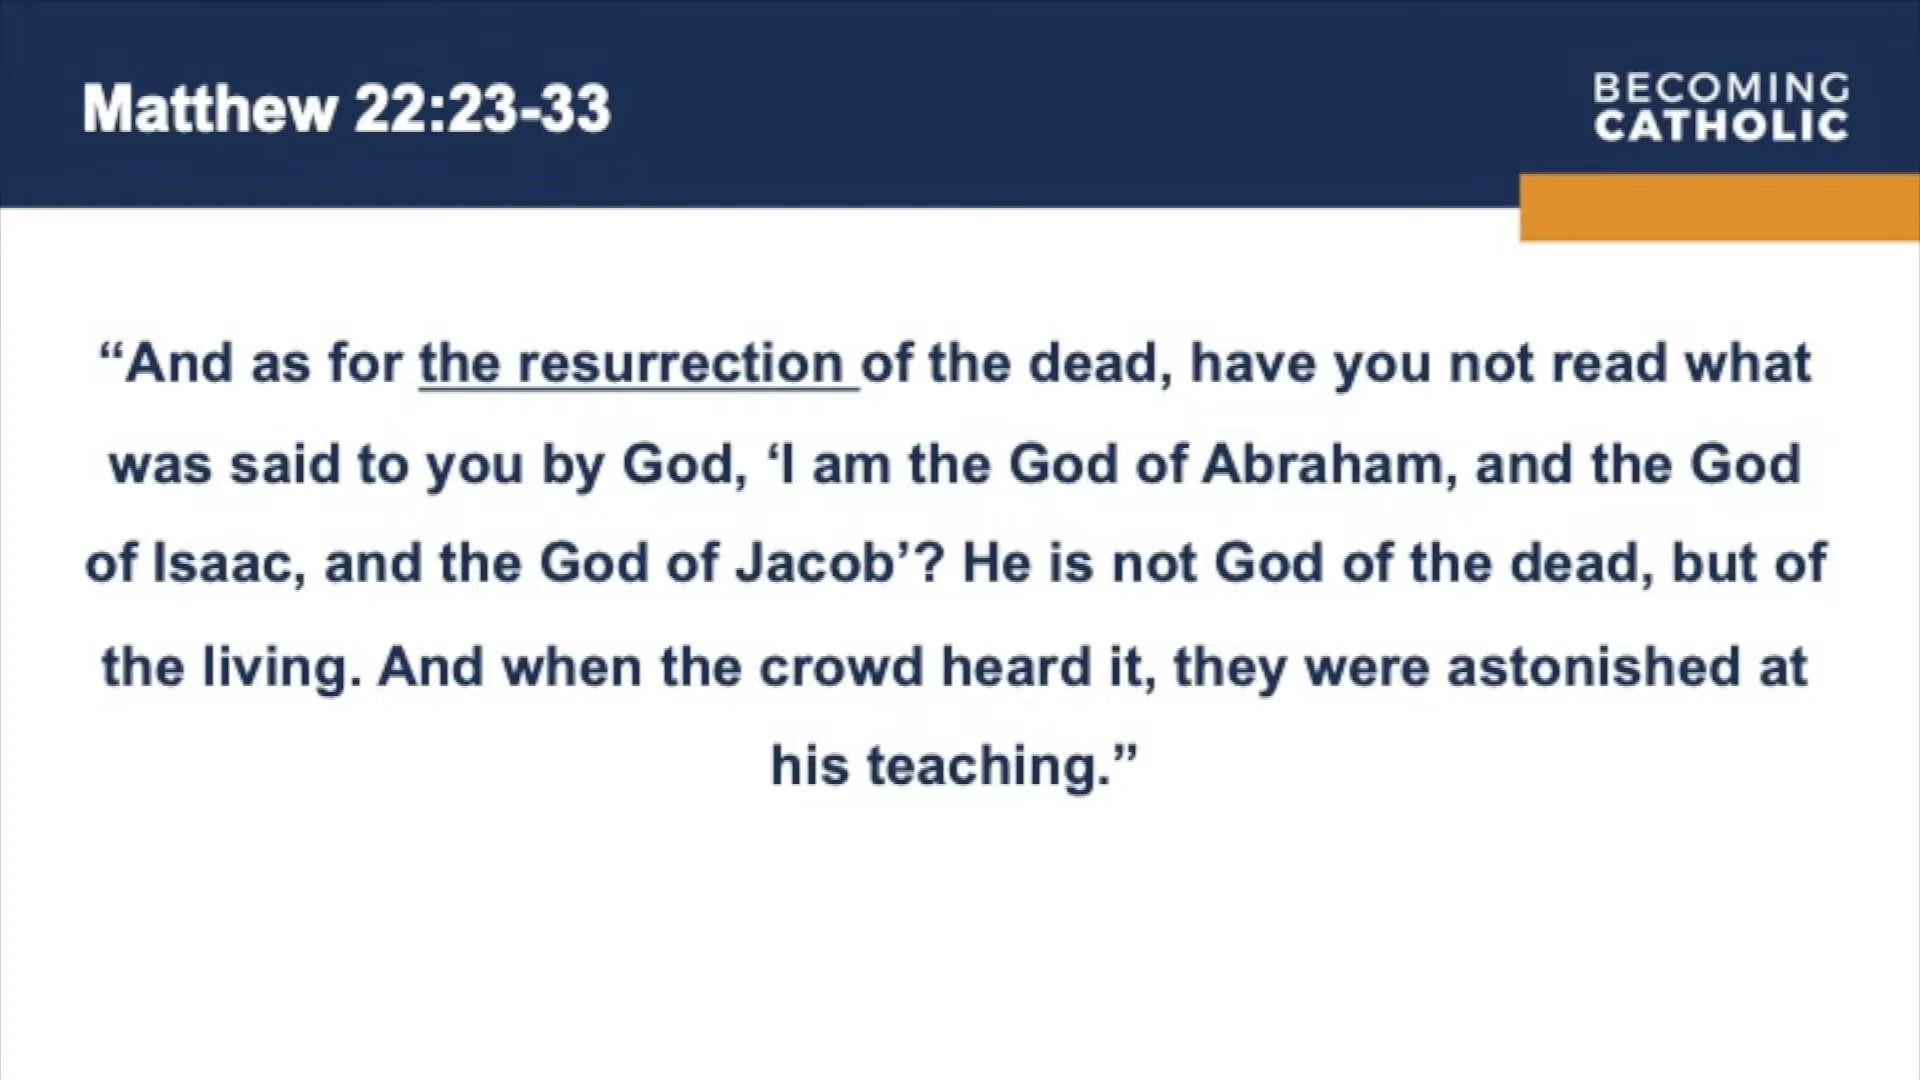 Matthew 22:23-33
BECOMING
CATHOLIC
“And as for the resurrection of the dead, have you not read what
was said to you by God, ‘I am the God of Abraham, and the God
of Isaac, and the God of Jacob’? He is not God of the dead, but of
the living. And when the crowd heard it, they were astonished at
his teaching.”